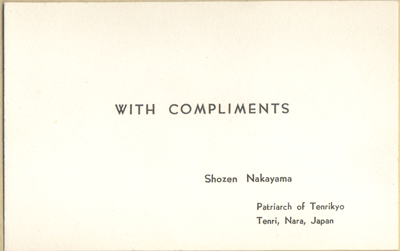 WITH COMPLIMENTS
Shozen Nakayama
Patriarch of Tenrikyo
Tenri, Nara, Japan